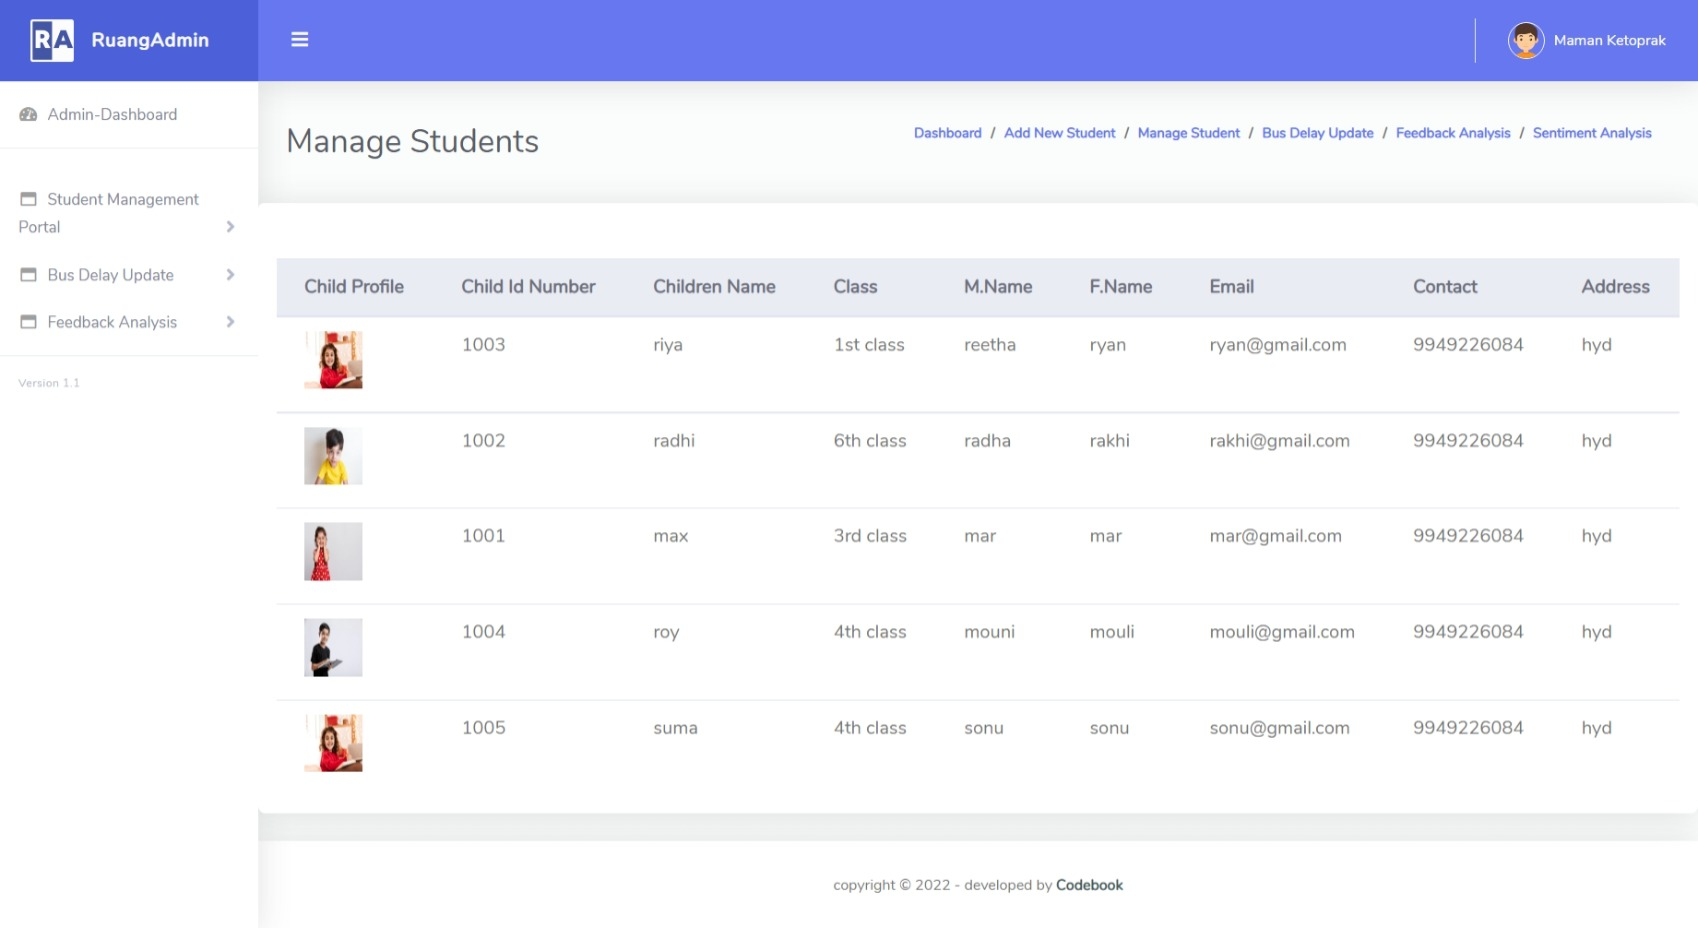 RA RuangAdmin
Maman Ketoprak
Admin-Dashboard
Student Management
Portal
Bus Delay Update
Feedback Analysis
Version 1.1
Manage Students
Dashboard / Add New Student / Manage Student / Bus Delay Update / Feedback Analysis / Sentiment Analysis
Child Profile Child Id Number Children Name Class M.Name F.Name Email Contact Address
1003 riya 1st class reetha ryan ryan@gmail.com 9949226084 hyd
1002 radhi 6th class radha rakhi rakhi@gmail.com 9949226084 hyd
1001 max 3rd class mar mar mar@gmail.com 9949226084 hyd
1004 roy 4th class mouni mouli mouli@gmail.com 9949226084 hyd
1005 suma 4th class sonu sonu sonu@gmail.com 9949226084 hyd
copyright © 2022 - developed by Codebook